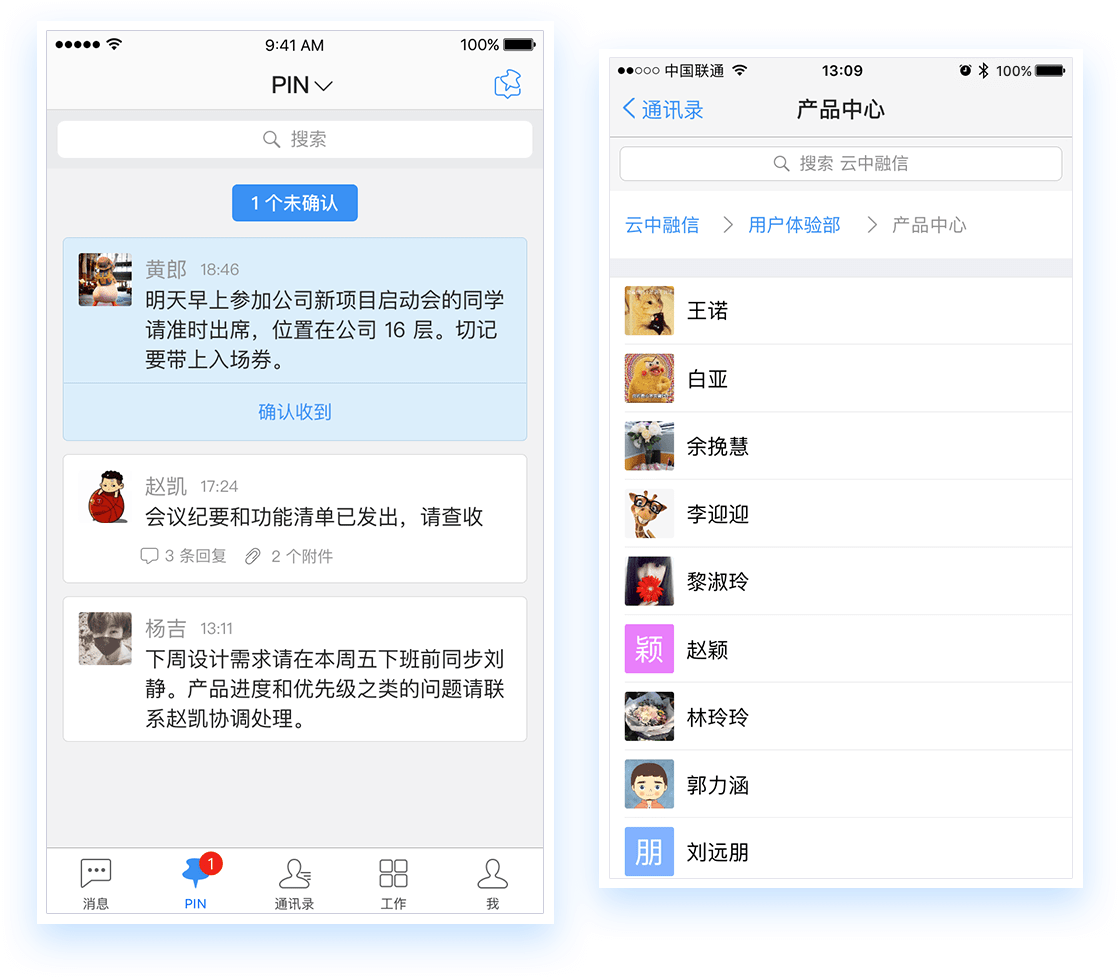 9:41 AM 100%
PIN
搜索
1 个未确认
黄郎 18:46
明天早上参加公司新项目启动会的同学
请准时出席，位置在公司 16 层。切记
要带上入场券。
确认收到
赵凯 17:24
会议纪要和功能清单已发出，请查收
3 条回复 2 个附件
杨吉 13:11
下周设计需求请在本周五下班前同步刘
静。产品进度和优先级之类的问题请联
系赵凯协调处理。
1
消息 PIN 通讯录 工作 我
中国联通 13:09 100%
通讯录 产品中心
搜索 云中融信
云中融信 用户体验部 产品中心
王诺
白亚
余挽慧
李迎迎
黎淑玲
颖 赵颖
林玲玲
郭力涵
朋 刘远朋